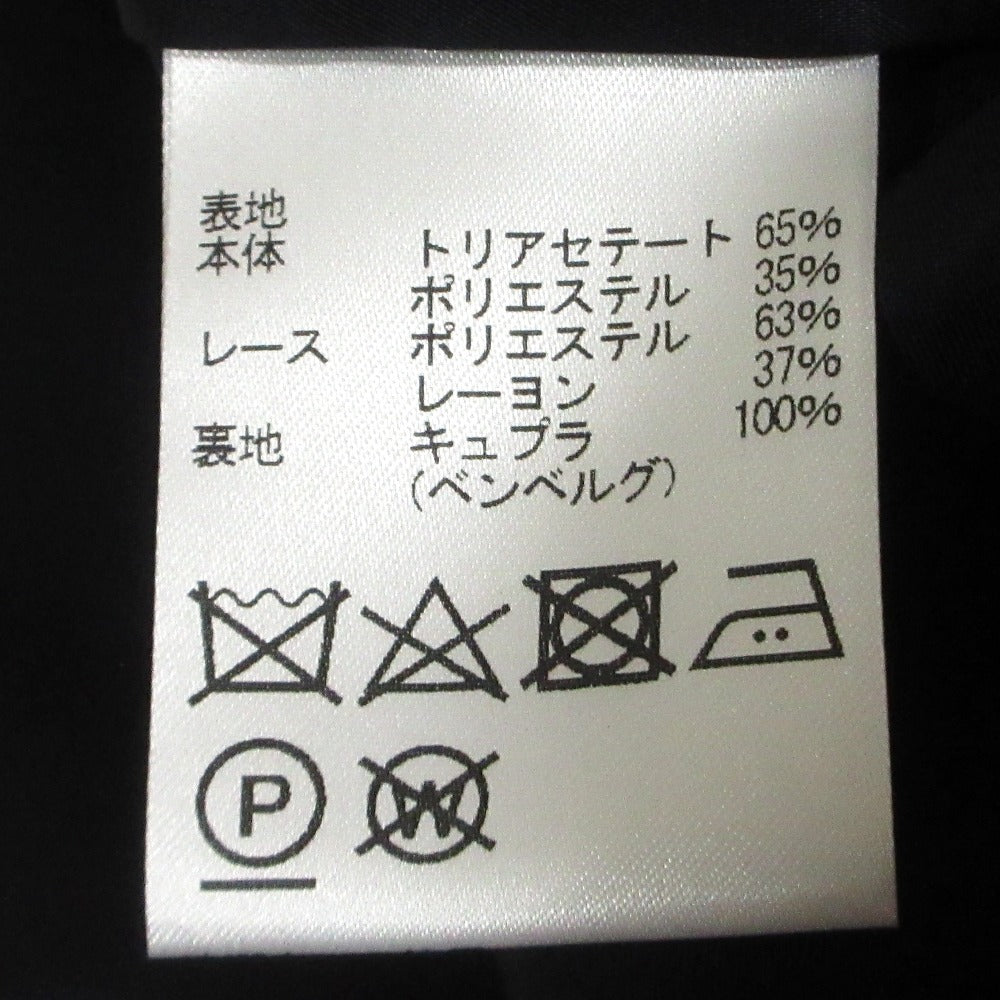 表地
本体 トリアセテート 65%
ポリエステル 35%
レース ポリエステル 63%
レーヨン 37%
裏地 キュプラ 100%
(ベンベルグ)
P W